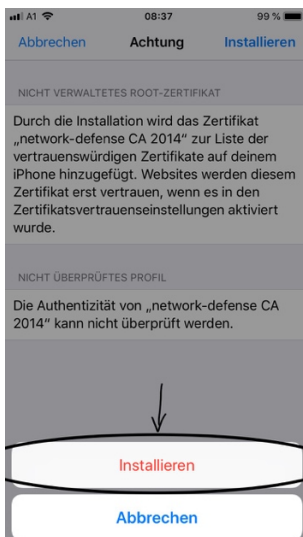 A1 08:37 99 %
Abbrechen Achtung Installieren
NICHT VERWALTETES ROOT-ZERTIFIKAT
Durch die Installation wird das Zertifikat
„network-defense CA 2014“ zur Liste der
vertrauenswürdigen Zertifikate auf deinem
iPhone hinzugefügt. Websites werden diesem
Zertifikat erst vertrauen, wenn es in den
Zertifikatsvertrauenseinstellungen aktiviert
wurde.
NICHT ÜBERPRÜFTES PROFIL
Die Authentizität von „network-defense CA
2014“ kann nicht überprüft werden.
Installieren
Abbrechen